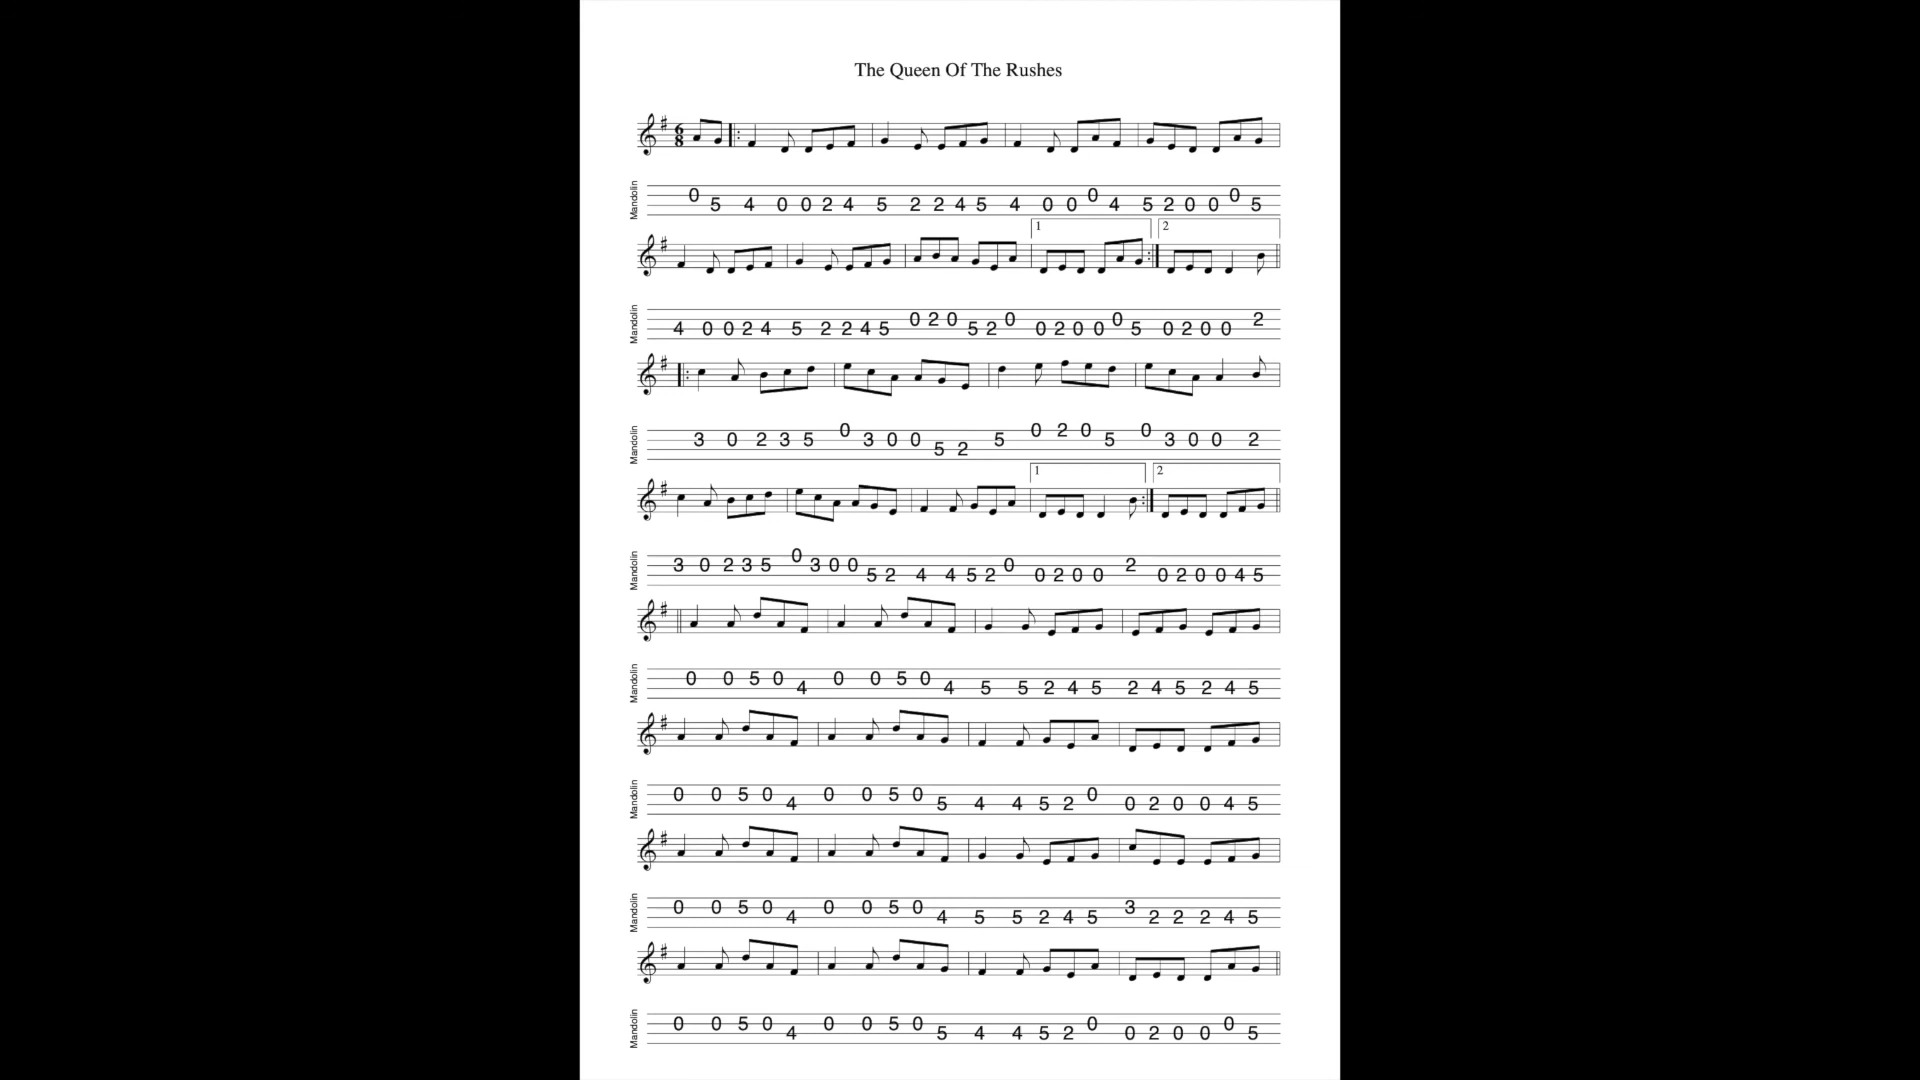 The Queen Of The Rushes
6
8
Mandolin 0 5 4 0 0 2 4 5 2 2 4 5 4 0 0 0 4 5 2 0 0 0 5
1 2
Mandolin 4 0 0 2 4 5 2 2 4 5 0 2 0 5 2 0 0 2 0 0 0 5 0 2 0 0 2
Mandolin 3 0 2 3 5 0 3 0 0 5 2 5 0 2 0 5 0 3 0 0 2
1 2
Mandolin 3 0 2 3 5 0 3 0 0 5 2 4 4 5 2 0 0 2 0 0 2 0 2 0 0 4 5
Mandolin 0 0 5 0 4 0 0 5 0 4 5 5 2 4 5 2 4 5 2 4 5
Mandolin 0 0 5 0 4 0 0 5 0 5 4 4 5 2 0 0 2 0 0 4 5
Mandolin 0 0 5 0 4 0 0 5 0 4 5 5 2 4 5 3 2 2 2 4 5
Mandolin 0 0 5 0 4 0 0 5 0 5 4 4 5 2 0 0 2 0 0 0 5